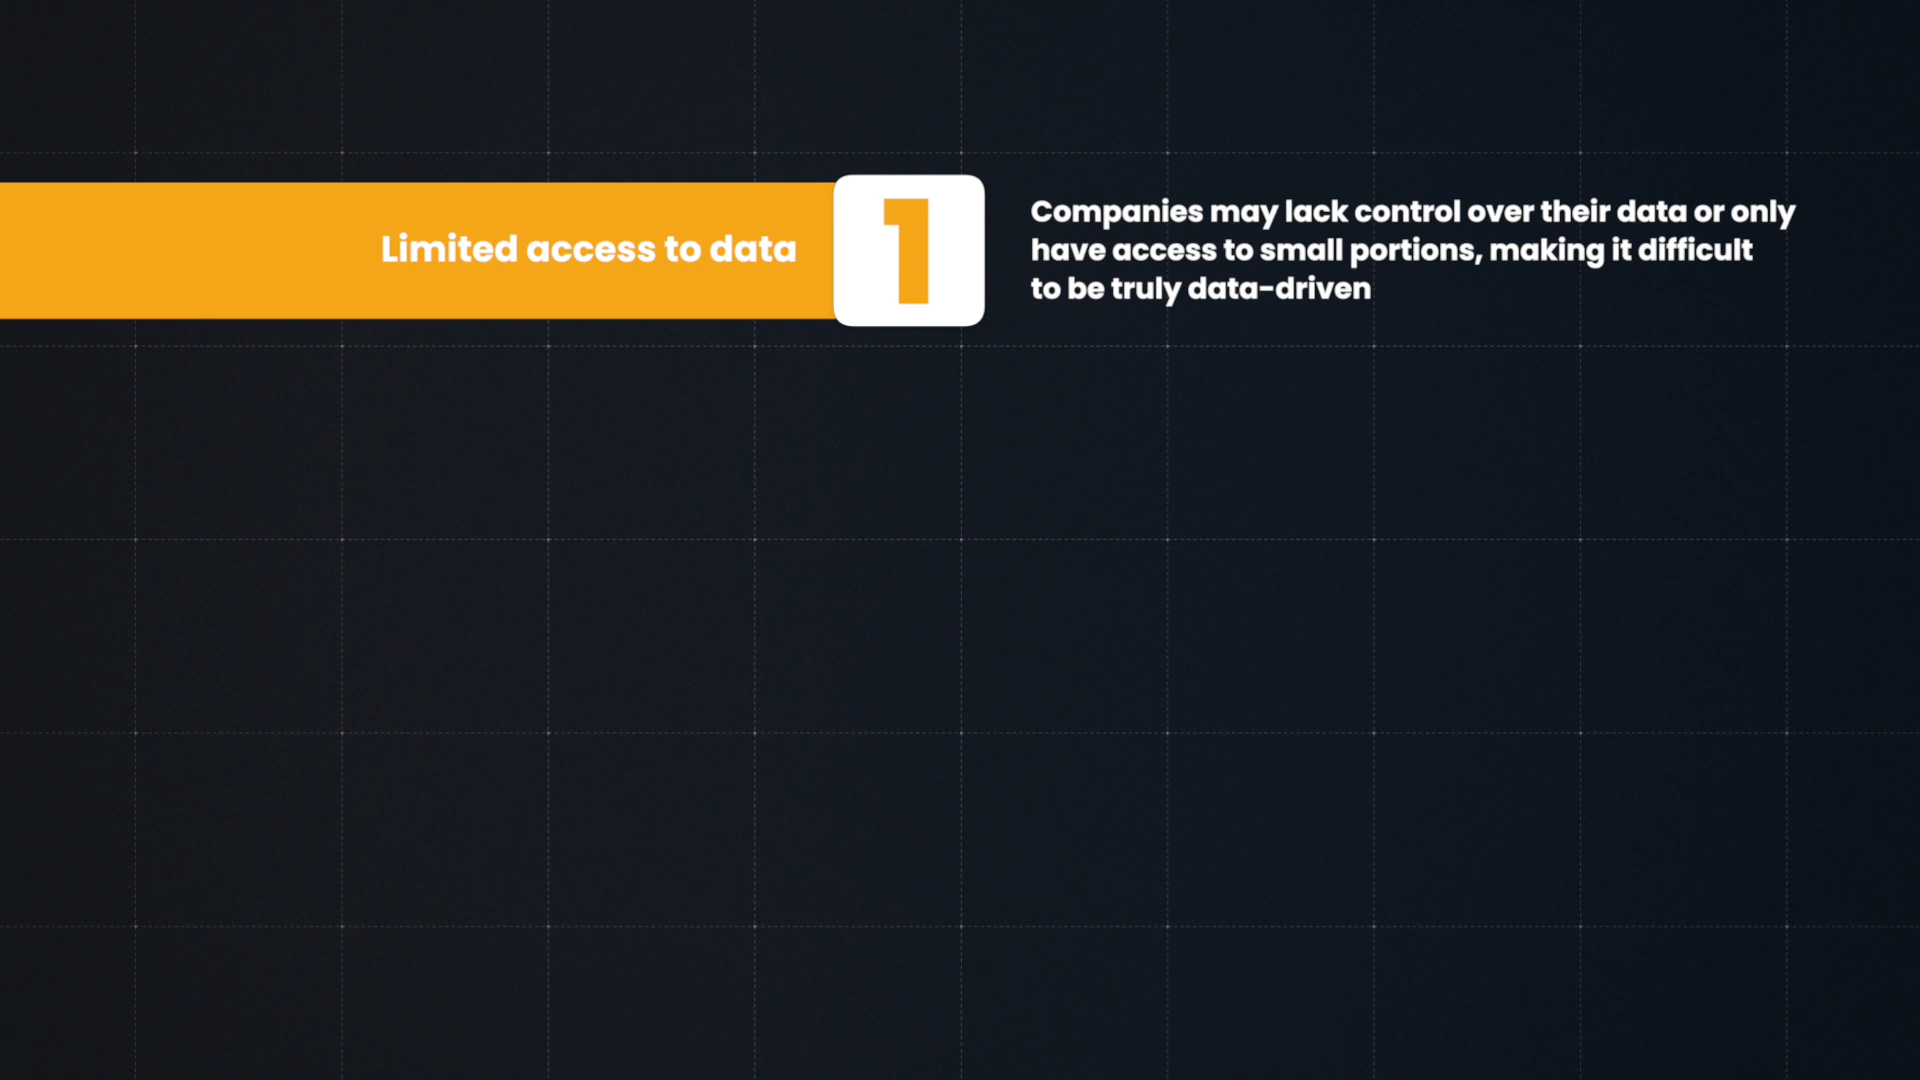 Limited access to data
1
Companies may lack control over their data or only
have access to small portions, making it difficult
to be truly data-driven